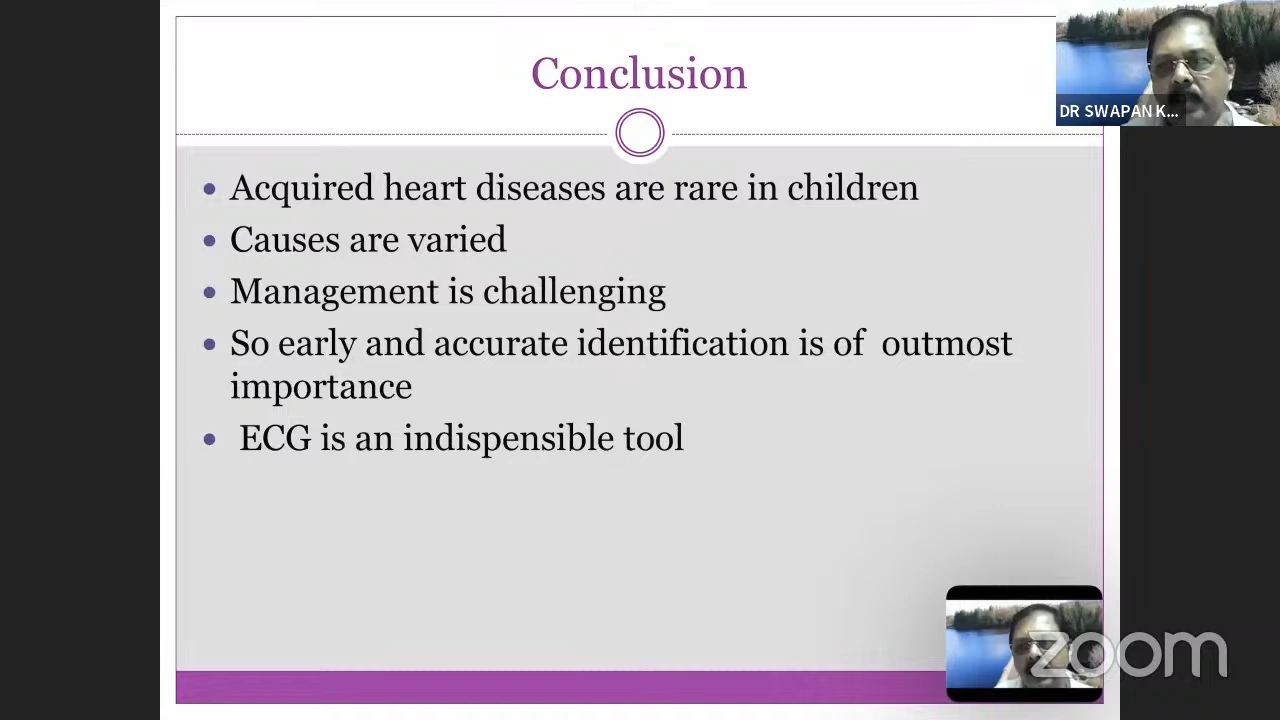 Conclusion
DR SWAPAN K...
Acquired heart diseases are rare in children
Causes are varied
Management is challenging
So early and accurate identification is of outmost
importance
ECG is an indispensible tool
zoom